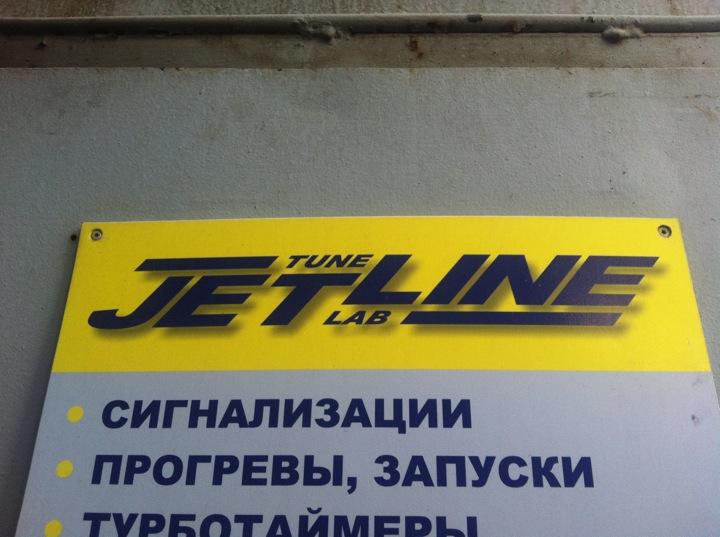 TUNE
JETLINE
LAB
• СИГНАЛИЗАЦИИ
• ПРОГРЕВЫ, ЗАПУСКИ
• ТУРБОТАЙМЕРЫ